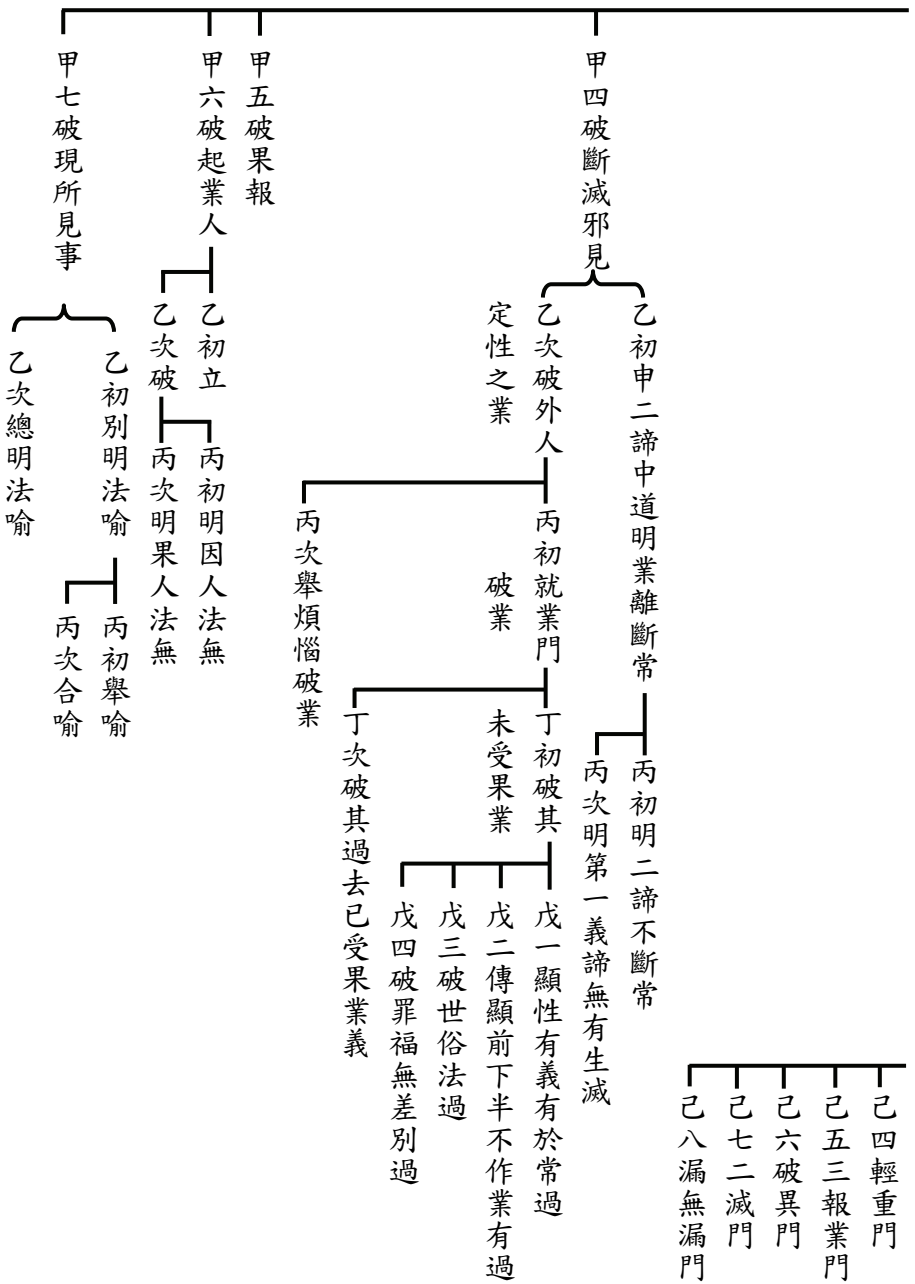 己四輕重門
己五三報業門
己六破異門
己七二滅門
己八漏無漏門
甲四破斷滅邪見
乙初申二諦中道明業離斷常
丙初明二諦不斷常
丙次明第一義諦無有生滅
乙次破外人
定性之業
丙初就業門
破業
丁初破其
未受果業
戊一顯性有義有於常過
戊二傳顯前下半不作業有過
戊三破世俗法過
戊四破罪福無差別過
丁次破其過去已受果業義
丙次舉煩惱破業
甲五破果報
甲六破起業人
乙初立
乙次破
丙初明因人法無
丙次明果人法無
甲七破現所見事
乙初別明法喻
丙初舉喻
丙次合喻
乙次總明法喻